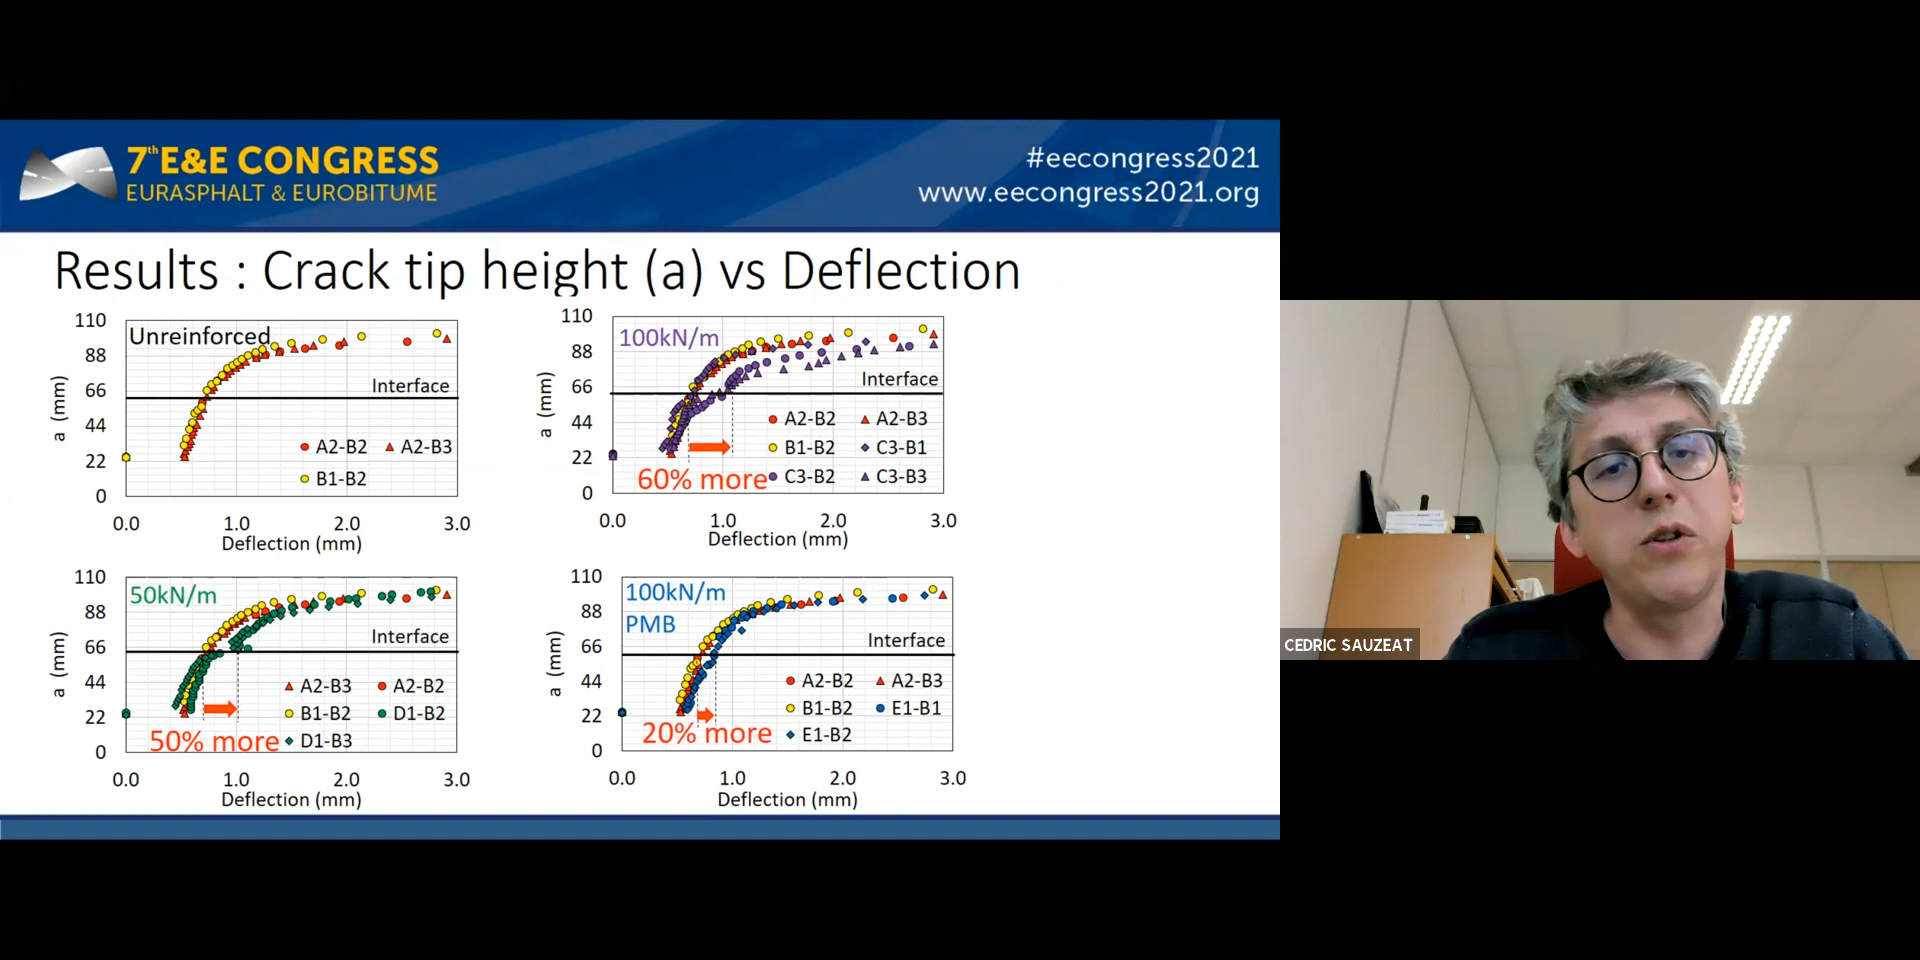 7th E&E CONGRESS
EURASPHALT & EUROBITUME
#eecongress2021
www.eecongress2021.org
Results : Crack tip height (a) vs Deflection
110
88
66
44
22
0
a (mm)
Unreinforced
Interface
A2-B2
A2-B3
B1-B2
0.0
1.0
2.0
3.0
Deflection (mm)
110
88
66
44
22
0
a (mm)
100kN/m
Interface
A2-B2
A2-B3
B1-B2
C3-B1
60% more
C3-B2
C3-B3
0.0
1.0
2.0
3.0
Deflection (mm)
110
88
66
44
22
0
a (mm)
50kN/m
Interface
A2-B3
A2-B2
B1-B2
D1-B2
50% more
D1-B3
0.0
1.0
2.0
3.0
Deflection (mm)
110
88
66
44
22
0
a (mm)
100kN/m
PMB
Interface
A2-B2
A2-B3
B1-B2
E1-B1
20% more
E1-B2
0.0
1.0
2.0
3.0
Deflection (mm)
CEDRIC SAUZEAT